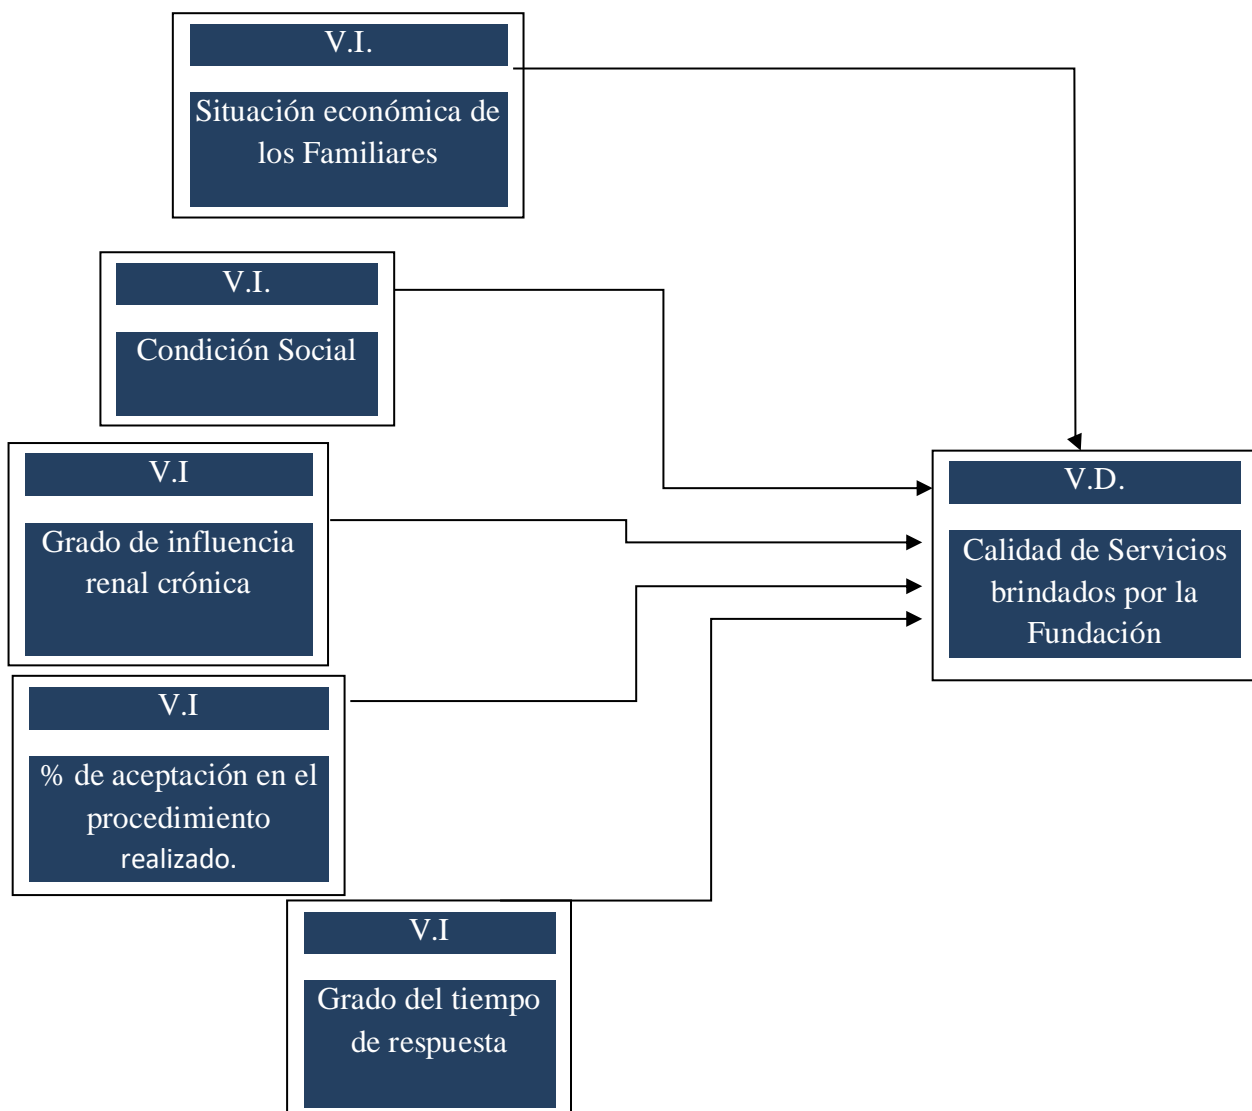 V.I.
Situación económica de
los Familiares
V.I.
Condición Social
V.I
Grado de influencia
renal crónica
V.I
% de aceptación en el
procedimiento
realizado.
V.I
Grado del tiempo
de respuesta
V.D.
Calidad de Servicios
brindados por la
Fundación